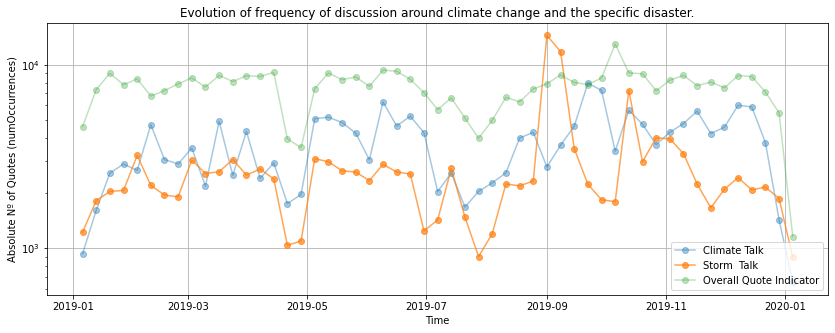 Evolution of frequency of discussion around climate change and the specific disaster.
Absolute Nº of Quotes (numOccurrences)
10⁴
10³
Climate Talk
Storm  Talk
Overall Quote Indicator
2019-01 2019-03 2019-05 2019-07 2019-09 2019-11 2020-01
Time